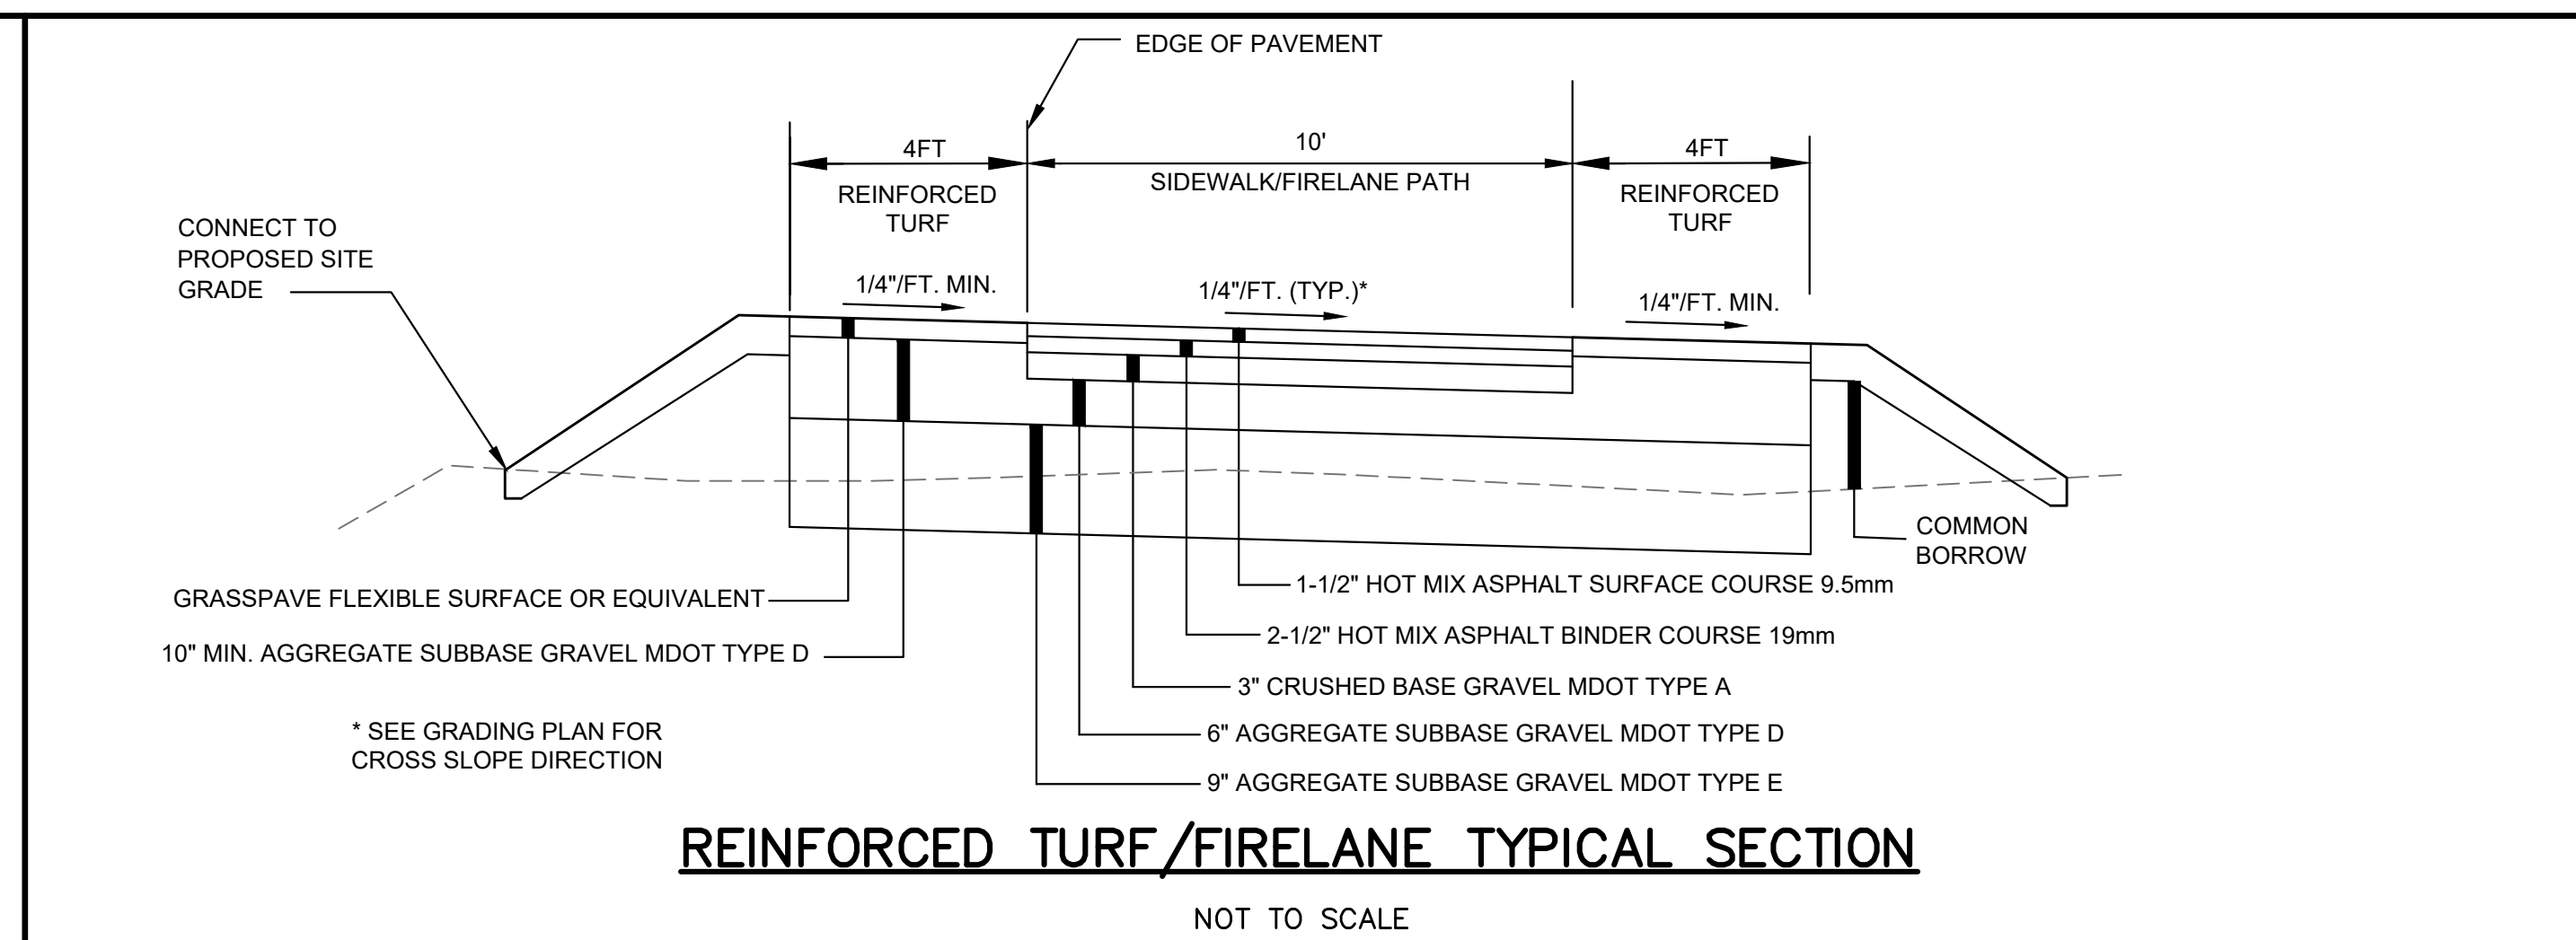 EDGE OF PAVEMENT
4FT
10'
4FT
REINFORCED
TURF
SIDEWALK/FIRELANE PATH
REINFORCED
TURF
CONNECT TO
PROPOSED SITE
GRADE
1/4"/FT. MIN.
1/4"/FT. (TYP.)*
1/4"/FT. MIN.
COMMON
BORROW
GRASSPAVE FLEXIBLE SURFACE OR EQUIVALENT
10" MIN. AGGREGATE SUBBASE GRAVEL MDOT TYPE D
1-1/2" HOT MIX ASPHALT SURFACE COURSE 9.5mm
2-1/2" HOT MIX ASPHALT BINDER COURSE 19mm
3" CRUSHED BASE GRAVEL MDOT TYPE A
6" AGGREGATE SUBBASE GRAVEL MDOT TYPE D
9" AGGREGATE SUBBASE GRAVEL MDOT TYPE E
* SEE GRADING PLAN FOR
CROSS SLOPE DIRECTION
REINFORCED TURF/FIRELANE TYPICAL SECTION
NOT TO SCALE